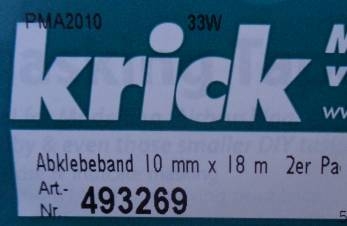 PMA2010 33W
krick
Abklebeband 10 mm x 18 m 2er Pa
Art.-
Nr. 493269